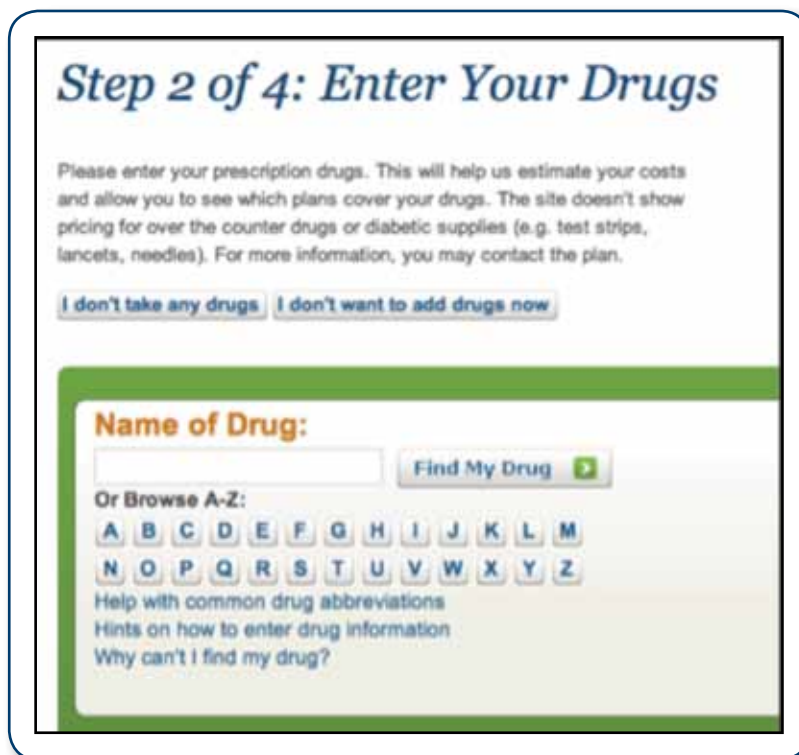 Step 2 of 4: Enter Your Drugs
Please enter your prescription drugs. This will help us estimate your costs
and allow you to see which plans cover your drugs. The site doesn't show
pricing for over the counter drugs or diabetic supplies (e.g. test strips,
lancets, needles). For more information, you may contact the plan.
I don't take any drugs I don't want to add drugs now
Name of Drug:
Find My Drug
Or Browse A-Z:
A B C D E F G H I J K L M
N O P Q R S T U V W X Y Z
Help with common drug abbreviations
Hints on how to enter drug information
Why can't I find my drug?